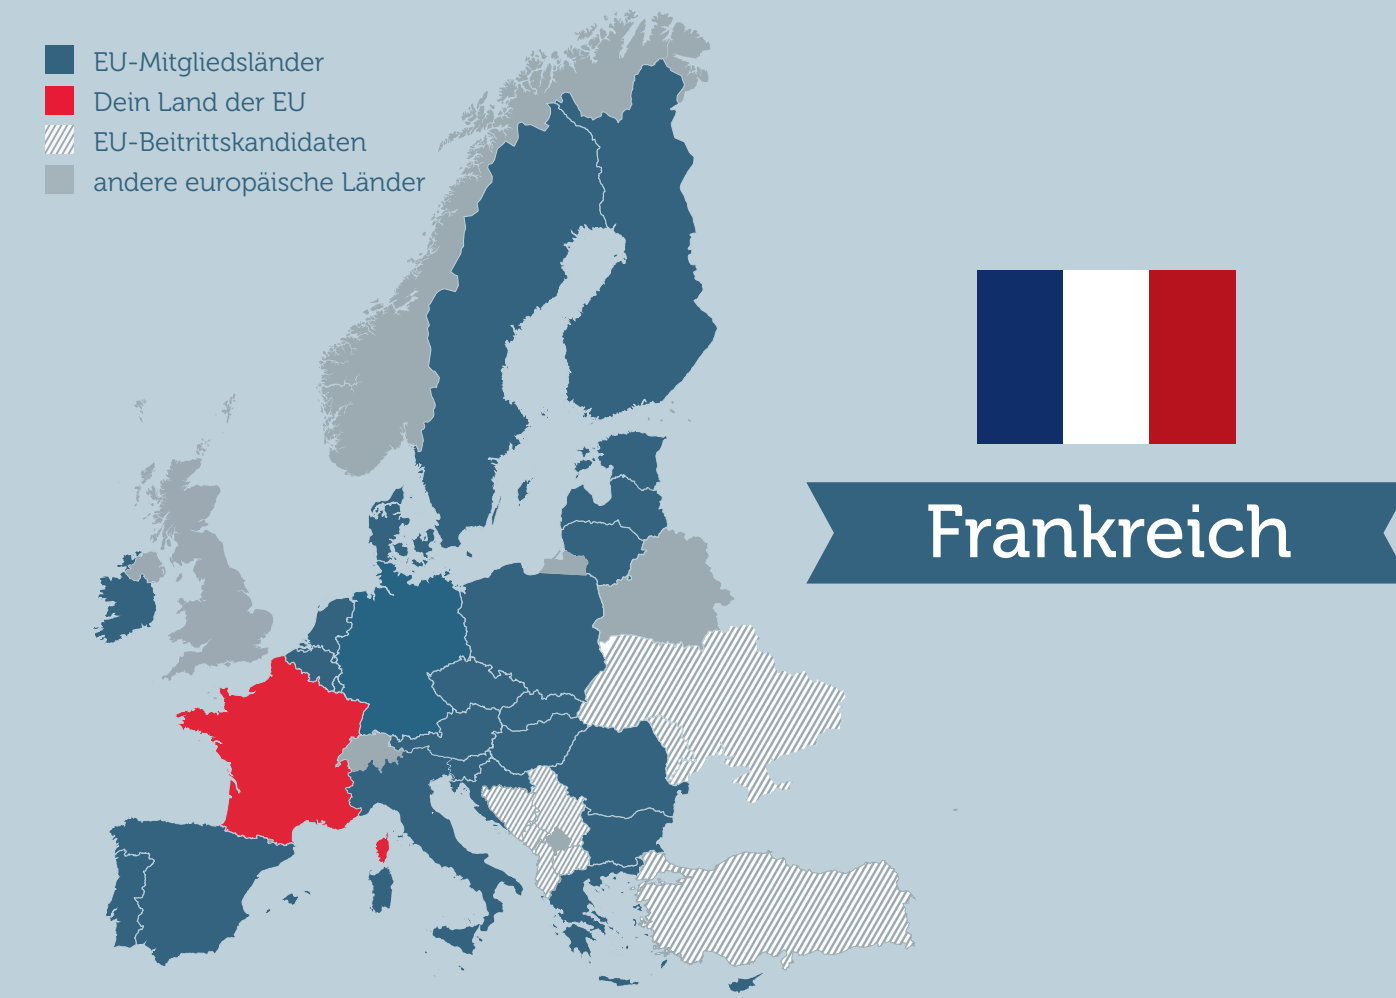 EU-Mitgliedsländer
Dein Land der EU
EU-Beitrittskandidaten
andere europäische Länder
Frankreich